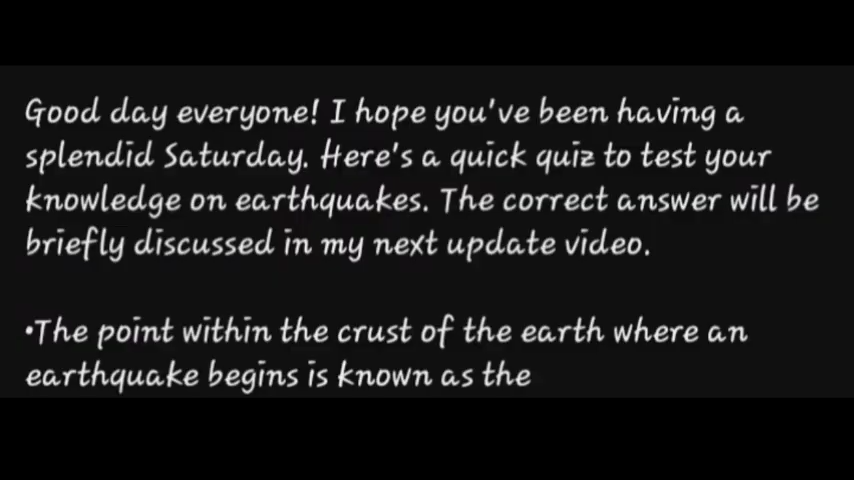 Good day everyone! I hope you've been having a
splendid Saturday. Here's a quick quiz to test your
knowledge on earthquakes. The correct answer will be
briefly discussed in my next update video.
•The point within the crust of the earth where an
earthquake begins is known as the